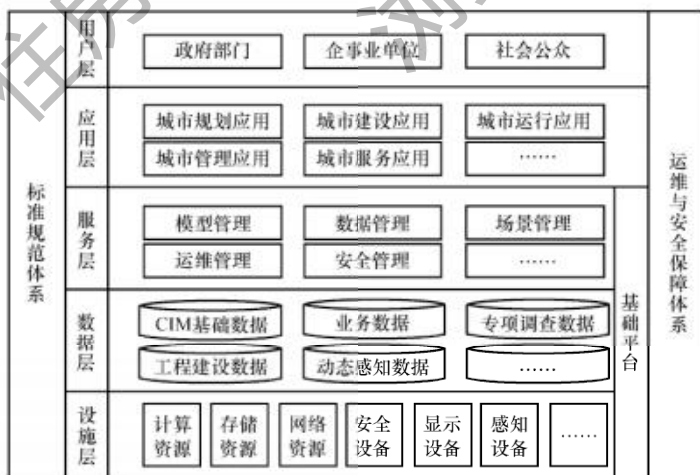 标准规范体系
用户层
政府部门 企事业单位 社会公众
应用层
城市规划应用 城市建设应用 城市运行应用
城市管理应用 城市服务应用 ……
服务层
模型管理 数据管理 场景管理
运维管理 安全管理 ……
数据层
CIM基础数据 业务数据 专项调查数据
工程建设数据 动态感知数据 ……
设施层
计算资源 存储资源 网络资源 安全设备 显示设备 感知设备 ……
基础平台
运维与安全保障体系
住房
浏